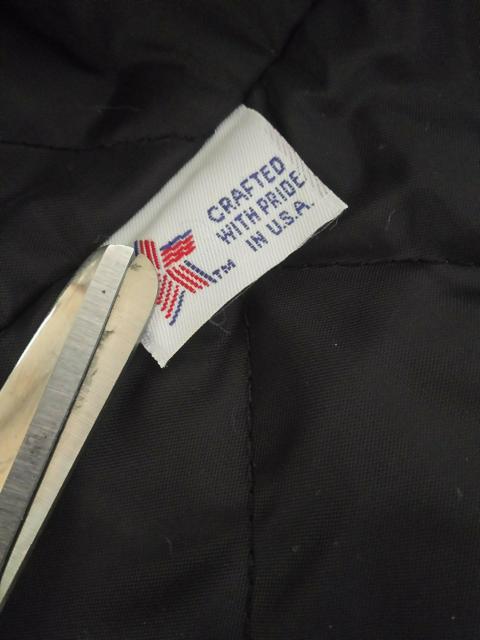 CRAFTED
WITH PRIDE
IN U.S.A.
TM